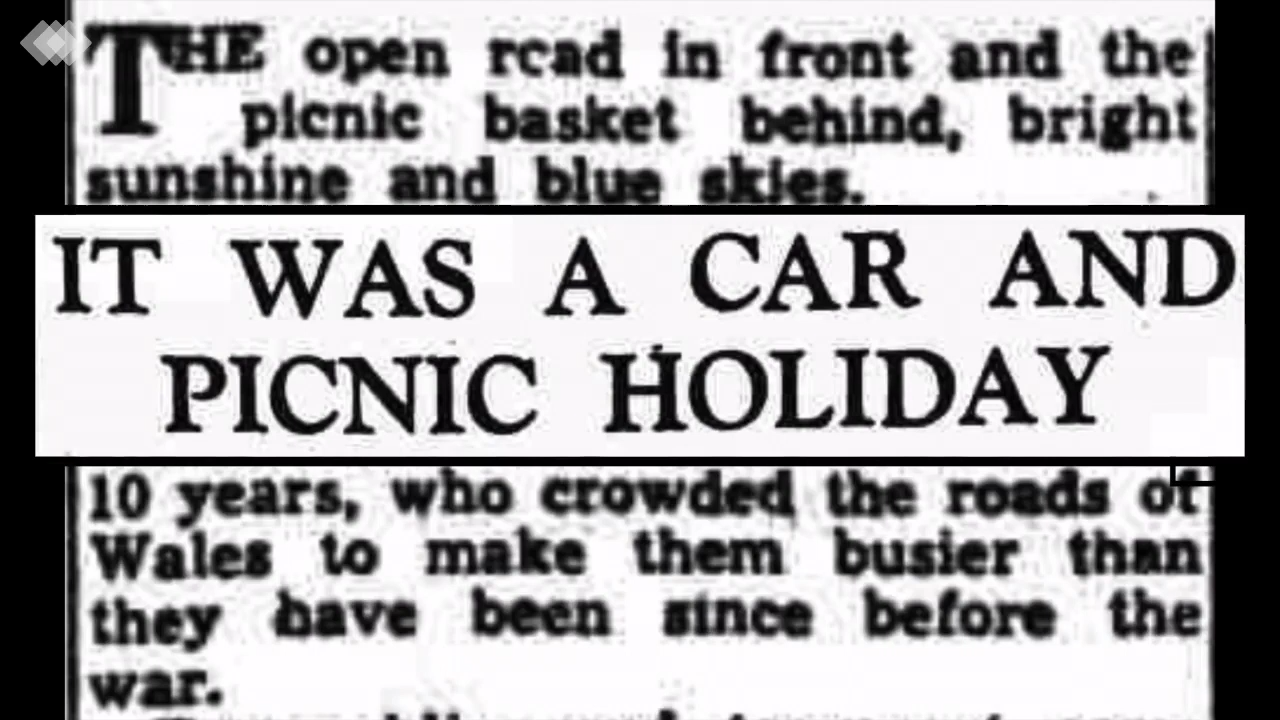 THE open road in front and the
picnic basket behind, bright
sunshine and blue skies.
IT WAS A CAR AND
PICNIC HOLIDAY
10 years, who crowded the roads of
Wales to make them busier than
they have been since before the
war.